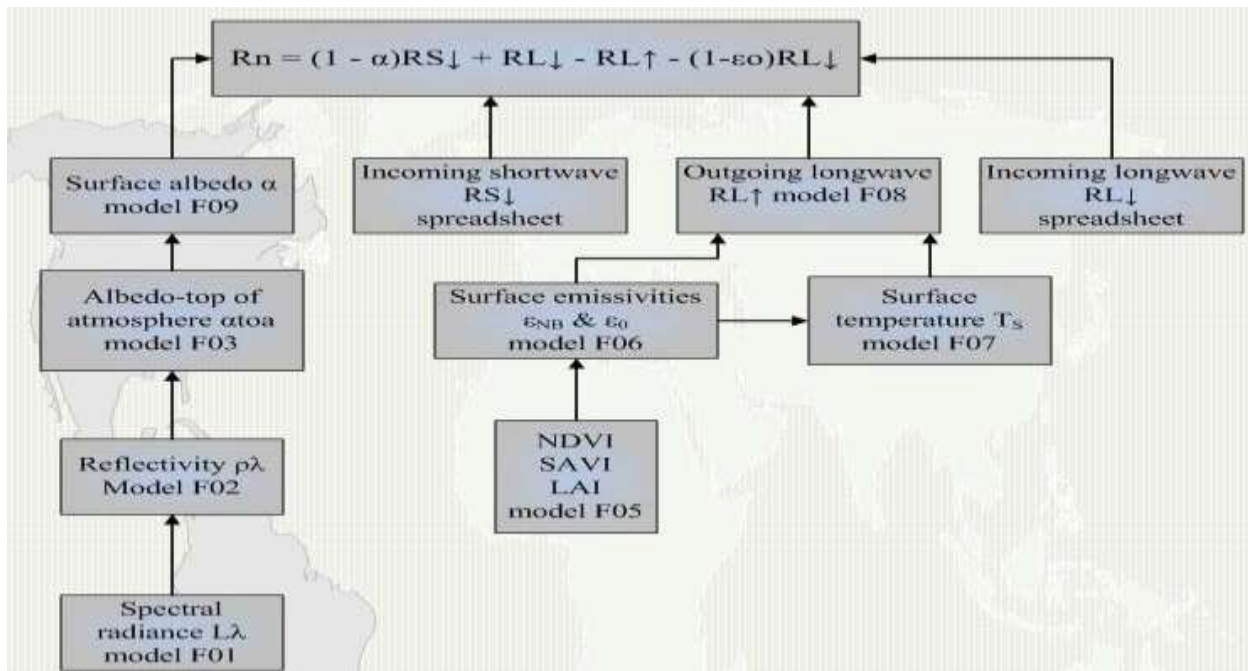 Rn = (1 - α)RS↓ + RL↓ - RL↑ - (1-εo)RL↓
Surface albedo α
model F09
Incoming shortwave
RS↓
spreadsheet
Outgoing longwave
RL↑ model F08
Incoming longwave
RL↓
spreadsheet
Albedo-top of
atmosphere αtoa
model F03
Surface emissivities
εNB & ε0
model F06
Surface
temperature TS
model F07
Reflectivity ρλ
Model F02
NDVI
SAVI
LAI
model F05
Spectral
radiance Lλ
model F01